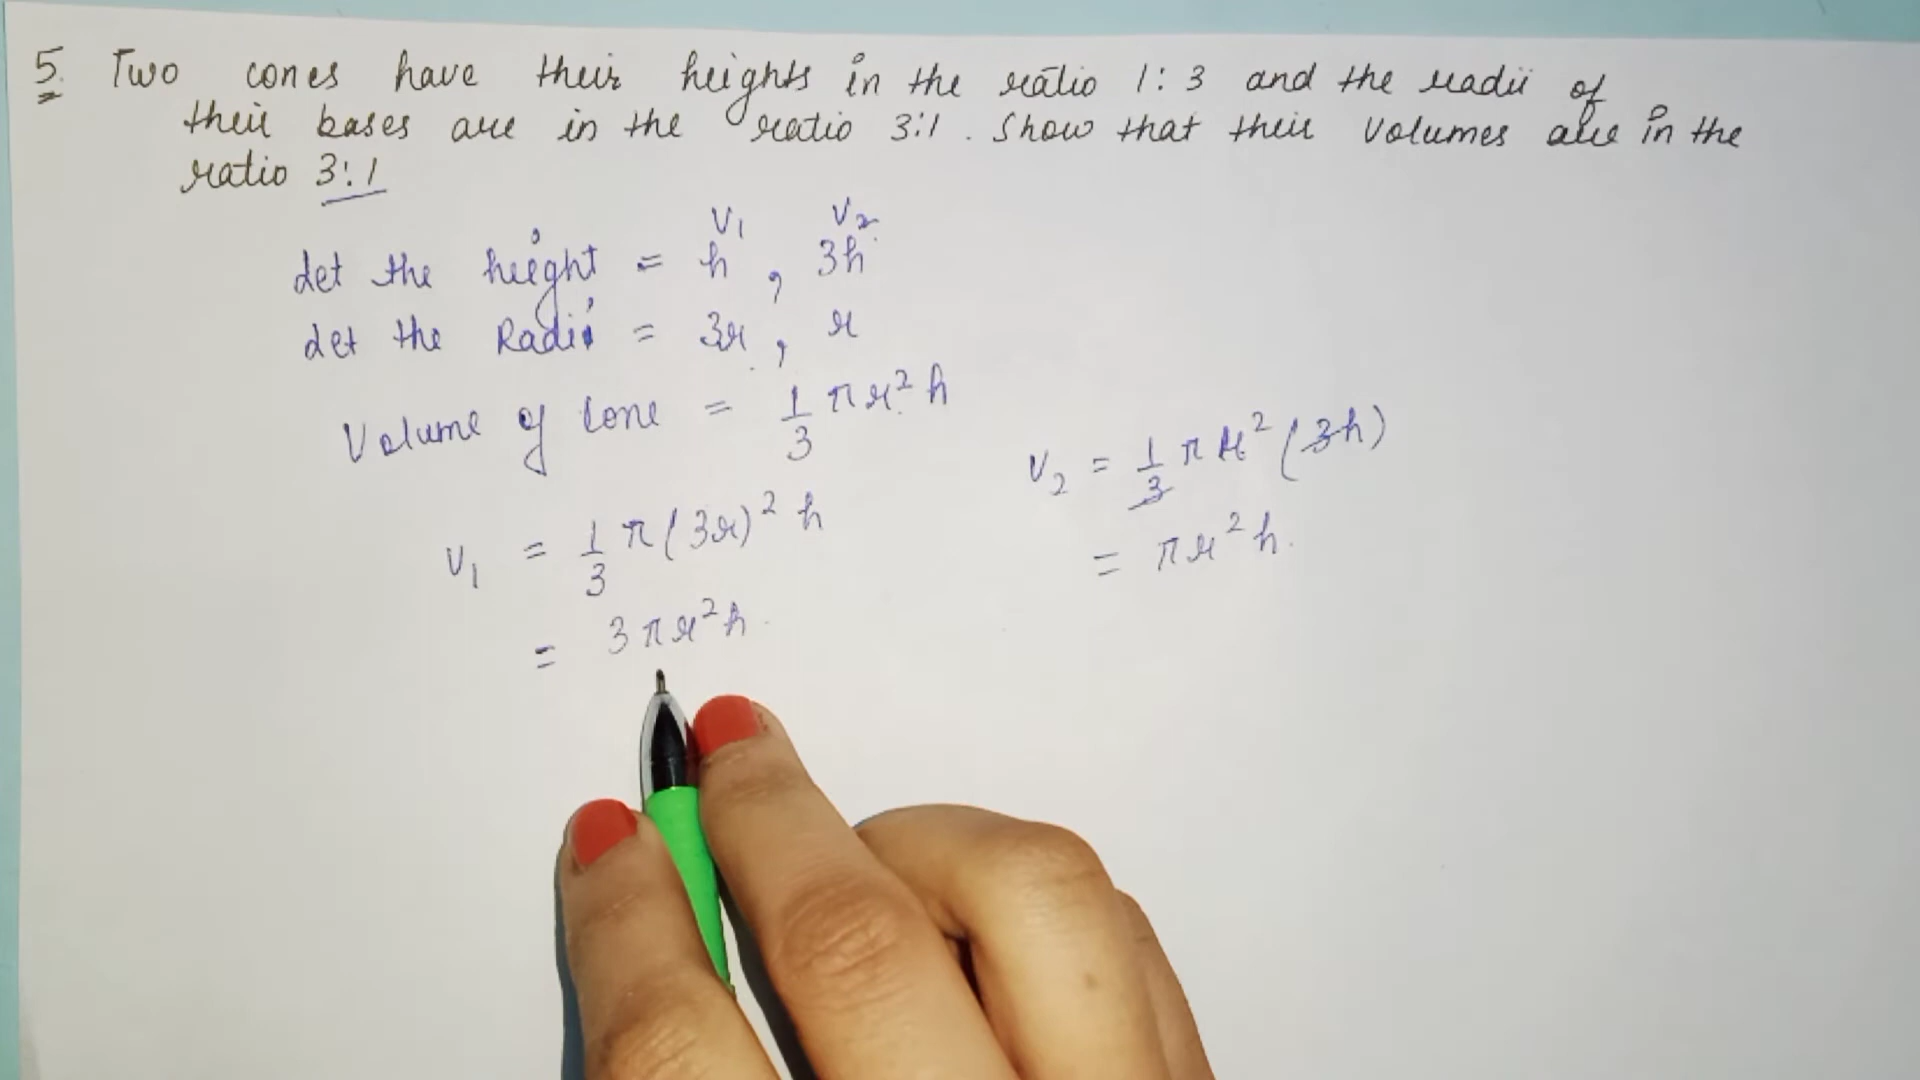 5. Two cones have their heights in the ratio 1:3 and the radii of
their bases are in the ratio 3:1. Show that their volumes are in the
ratio 3:1
V₁ V₂
Let the height = h, 3h
Let the Radii = 3r, r
Volume of Cone = 1/3 πr² h
V₁ = 1/3 π(3r)² h
= 3πr²h.
V₂ = 1/3 πr² (3h)
= πr²h.